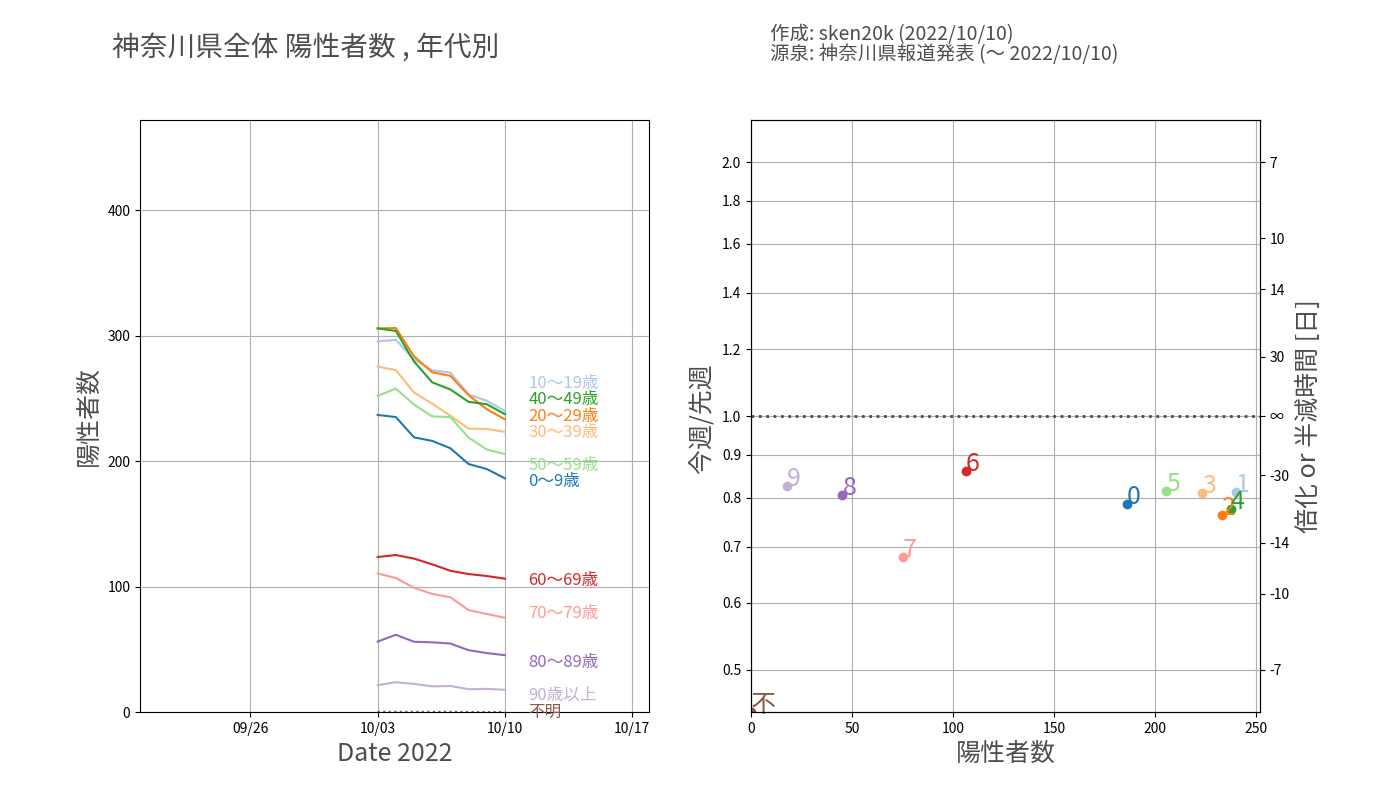 神奈川県全体 陽性者数 , 年代別
作成: sken20k (2022/10/10)
源泉: 神奈川県報道発表 (～ 2022/10/10)
陽性者数
400
300
200
100
0
09/26
10/03
10/10
10/17
Date 2022
10～19歳
40～49歳
20～29歳
30～39歳
50～59歳
0～9歳
60～69歳
70～79歳
80～89歳
90歳以上
不明
今週/先週
2.0
1.8
1.6
1.4
1.2
1.0
0.9
0.8
0.7
0.6
0.5
0
50
100
150
200
250
陽性者数
9
8
7
6
0
5
3
1
2
4
不
7
10
14
30
∞
-30
-14
-10
-7
倍化 or 半減時間 [日]